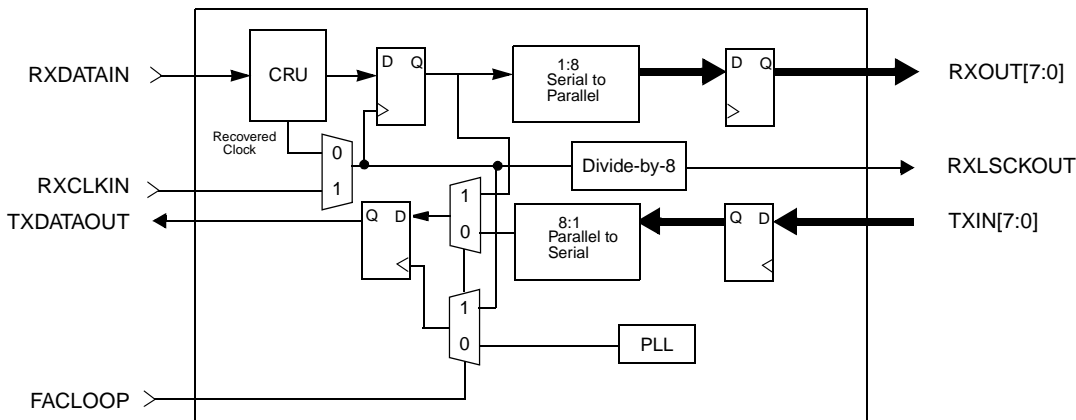 RXDATAIN
CRU
D Q
1:8
Serial to
Parallel
D Q
RXOUT[7:0]
Recovered
Clock
0
1
RXCLKIN
Divide-by-8
RXLSCKOUT
TXDATAOUT
Q D
1
0
8:1
Parallel to
Serial
Q D
TXIN[7:0]
1
0
PLL
FACLOOP